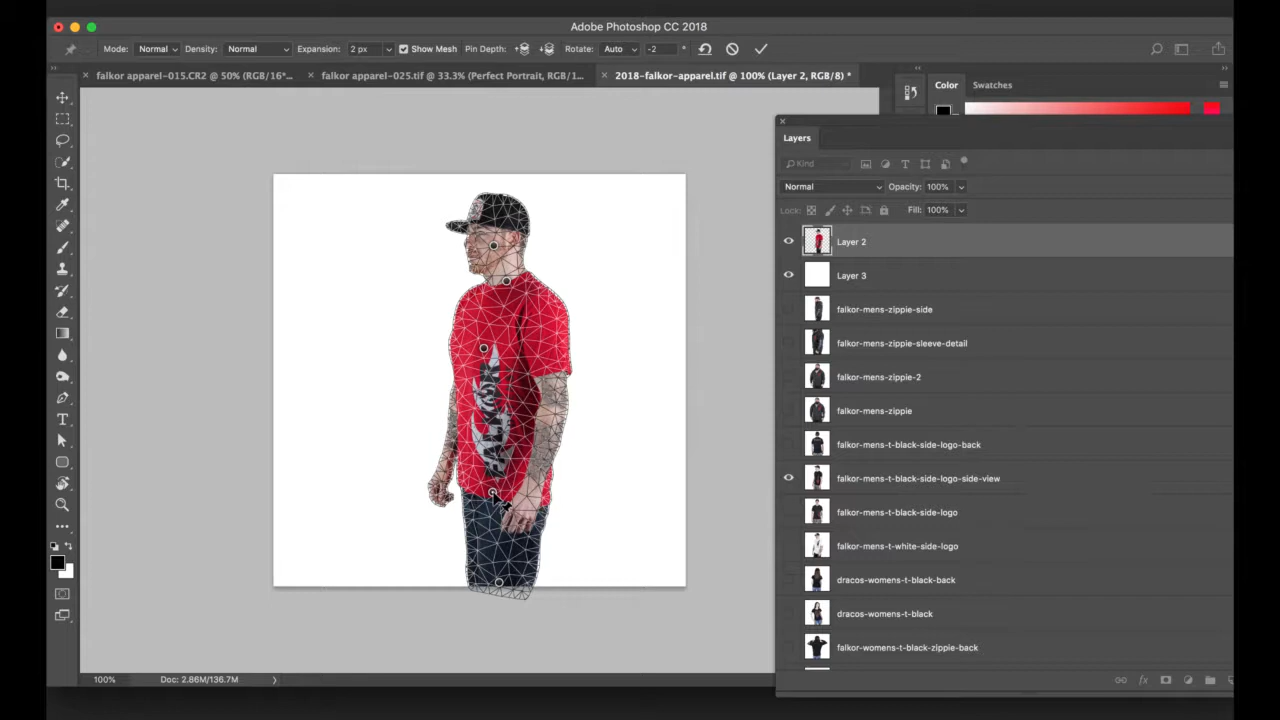 Adobe Photoshop CC 2018
Mode: Normal Density: Normal Expansion: 2 px Show Mesh Pin Depth: Rotate: Auto -2 °
falkor apparel-015.CR2 @ 50% (RGB/16*...
falkor apparel-025.tif @ 33.3% (Perfect Portrait, RGB/1...
2018-falkor-apparel.tif @ 100% (Layer 2, RGB/8) *
Color Swatches
Layers
Kind
Normal Opacity: 100%
Lock: Fill: 100%
Layer 2
Layer 3
falkor-mens-zippie-side
falkor-mens-zippie-sleeve-detail
falkor-mens-zippie-2
falkor-mens-zippie
falkor-mens-t-black-side-logo-back
falkor-mens-t-black-side-logo-side-view
falkor-mens-t-black-side-logo
falkor-mens-t-white-side-logo
dracos-womens-t-black-back
dracos-womens-t-black
falkor-womens-t-black-zippie-back
100% Doc: 2.86M/136.7M